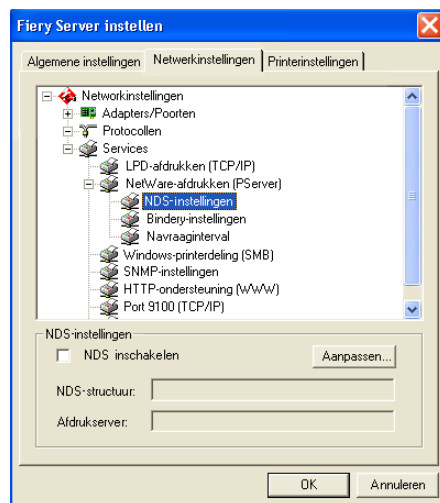 Fiery Server instellen
Algemene instellingen Netwerkinstellingen Printerinstellingen
Networkinstellingen
Adapters/Poorten
Protocollen
Services
LPD-afdrukken (TCP/IP)
NetWare-afdrukken (PServer)
NDS-instellingen
Bindery-instellingen
Navraaginterval
Windows-printerdeling (SMB)
SNMP-instellingen
HTTP-ondersteuning (WWW)
Port 9100 (TCP/IP)
NDS-instellingen
NDS inschakelen Aanpassen...
NDS-structuur:
Afdrukserver:
OK Annuleren